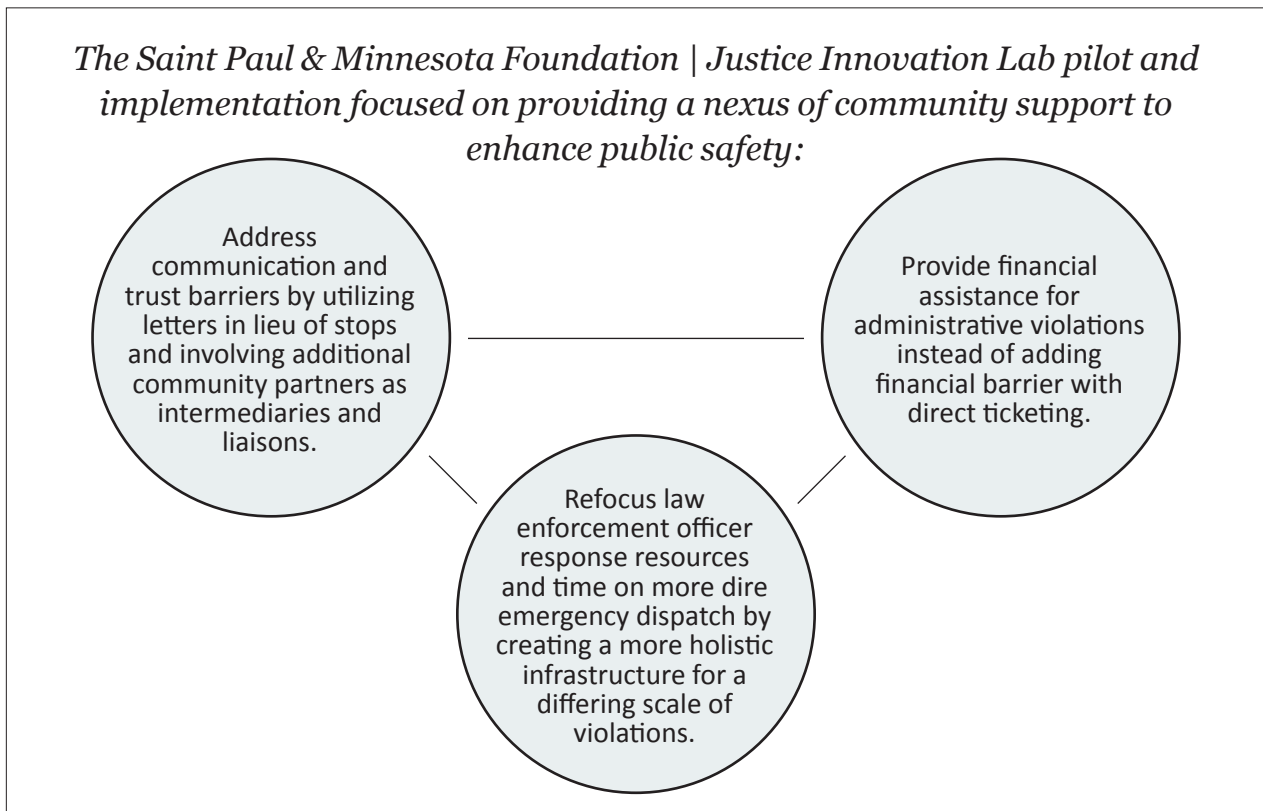 The Saint Paul & Minnesota Foundation | Justice Innovation Lab pilot and
implementation focused on providing a nexus of community support to
enhance public safety:
Address
communication and
trust barriers by utilizing
letters in lieu of stops
and involving additional
community partners as
intermediaries and
liaisons.
Provide financial
assistance for
administrative violations
instead of adding
financial barrier with
direct ticketing.
Refocus law
enforcement officer
response resources
and time on more dire
emergency dispatch by
creating a more holistic
infrastructure for a
differing scale of
violations.